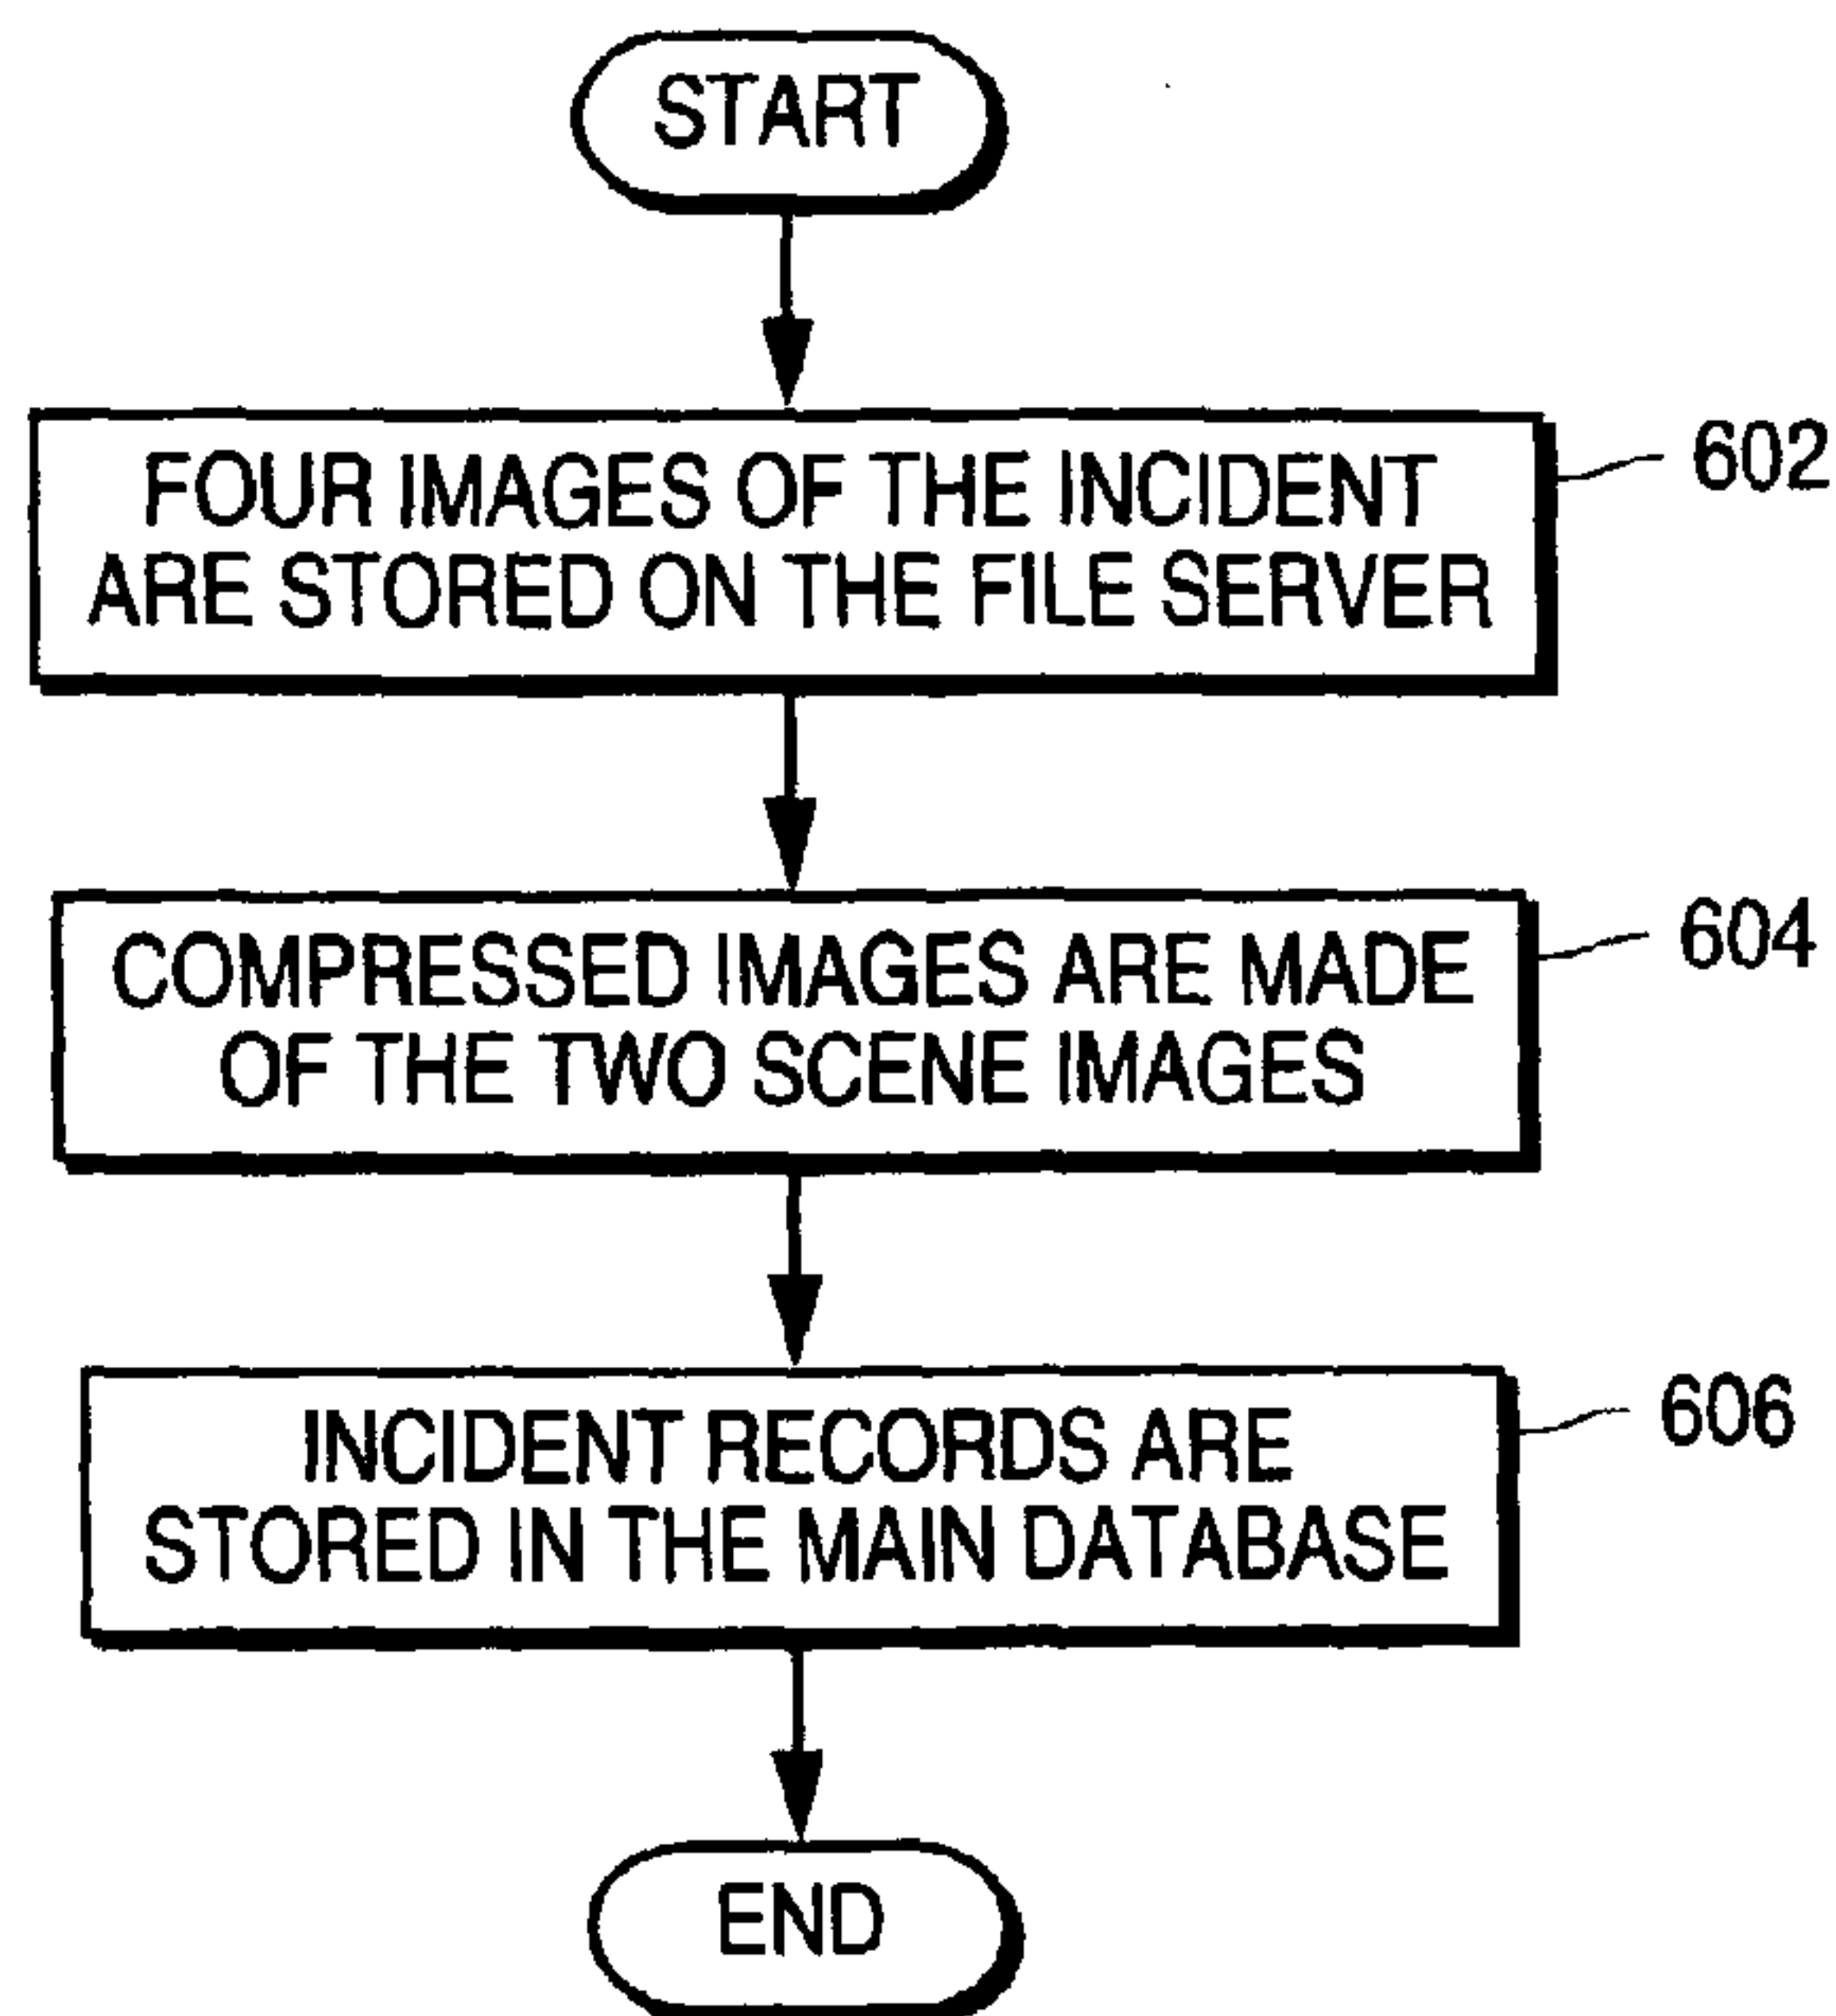 START
FOUR IMAGES OF THE INCIDENT
ARE STORED ON THE FILE SERVER
602
COMPRESSED IMAGES ARE MADE
OF THE TWO SCENE IMAGES
604
INCIDENT RECORDS ARE
STORED IN THE MAIN DATABASE
606
END